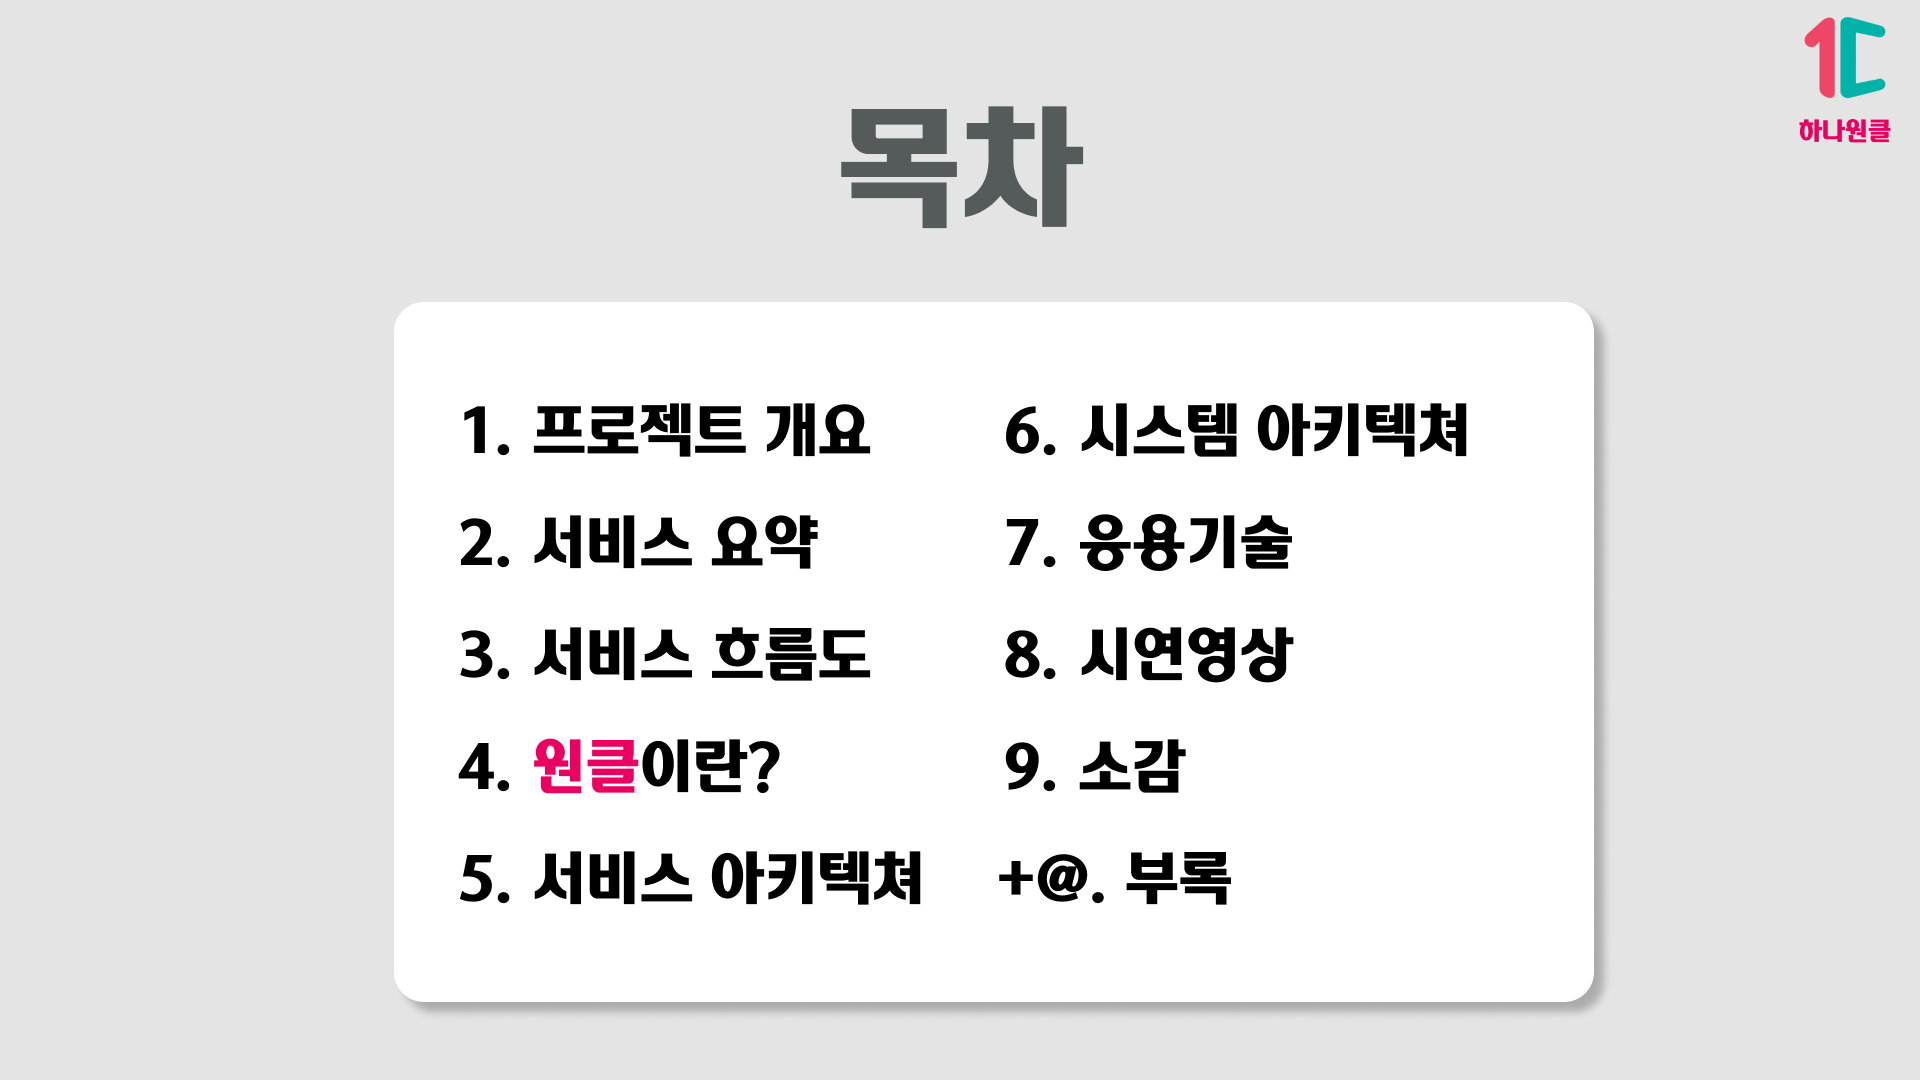 1C
하나원클
목차
1. 프로젝트 개요
2. 서비스 요약
3. 서비스 흐름도
4. 원클이란?
5. 서비스 아키텍쳐
6. 시스템 아키텍쳐
7. 응용기술
8. 시연영상
9. 소감
+@. 부록